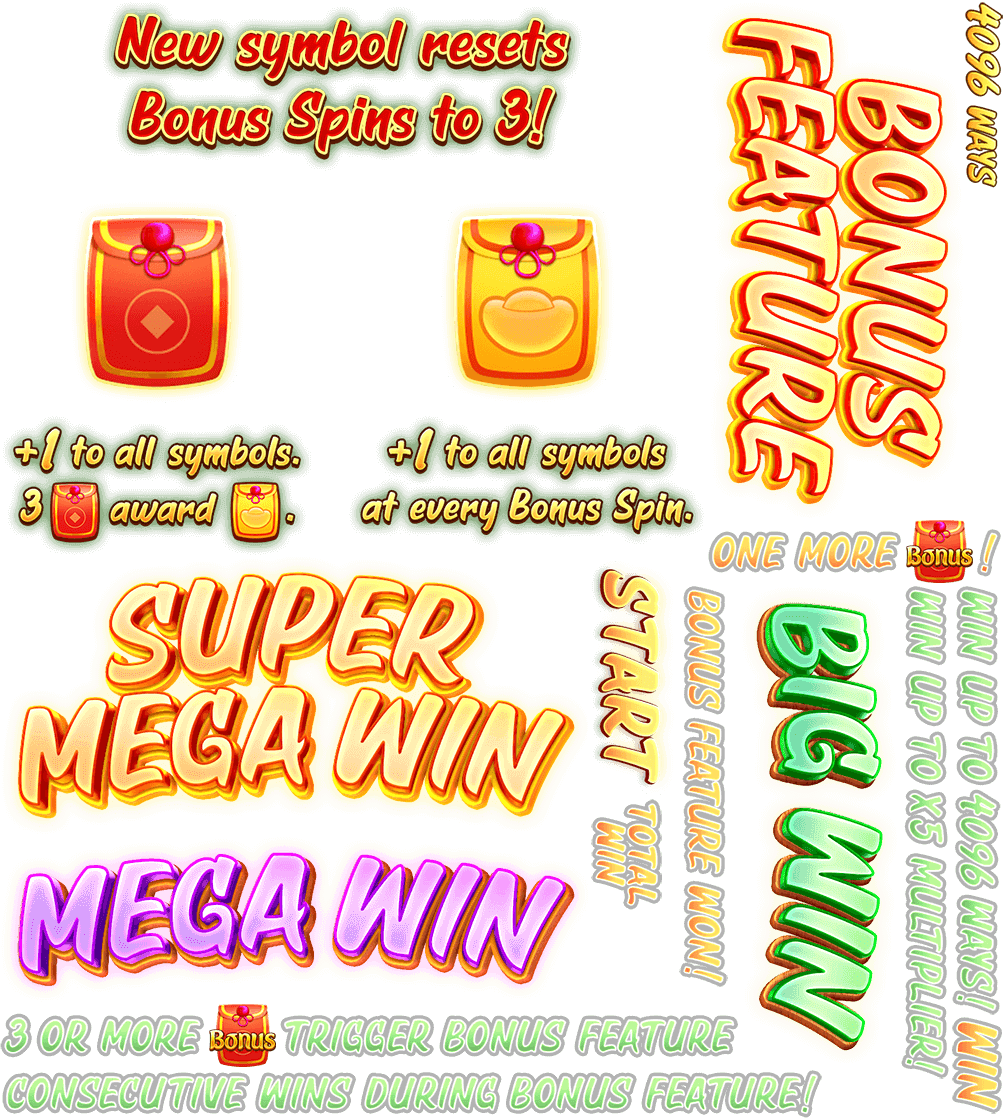 New symbol resets
Bonus Spins to 3!
4096 WAYS
BONUS
FEATURE
+1 to all symbols.
3 award .
+1 to all symbols
at every Bonus Spin.
ONE MORE Bonus !
SUPER
MEGA WIN
START
BONUS FEATURE WON!
BIG WIN
WIN UP TO 4096 WAYS!
WIN UP TO X5 MULTIPLIER!
WIN
TOTAL
WIN
MEGA WIN
3 OR MORE Bonus TRIGGER BONUS FEATURE
CONSECUTIVE WINS DURING BONUS FEATURE!